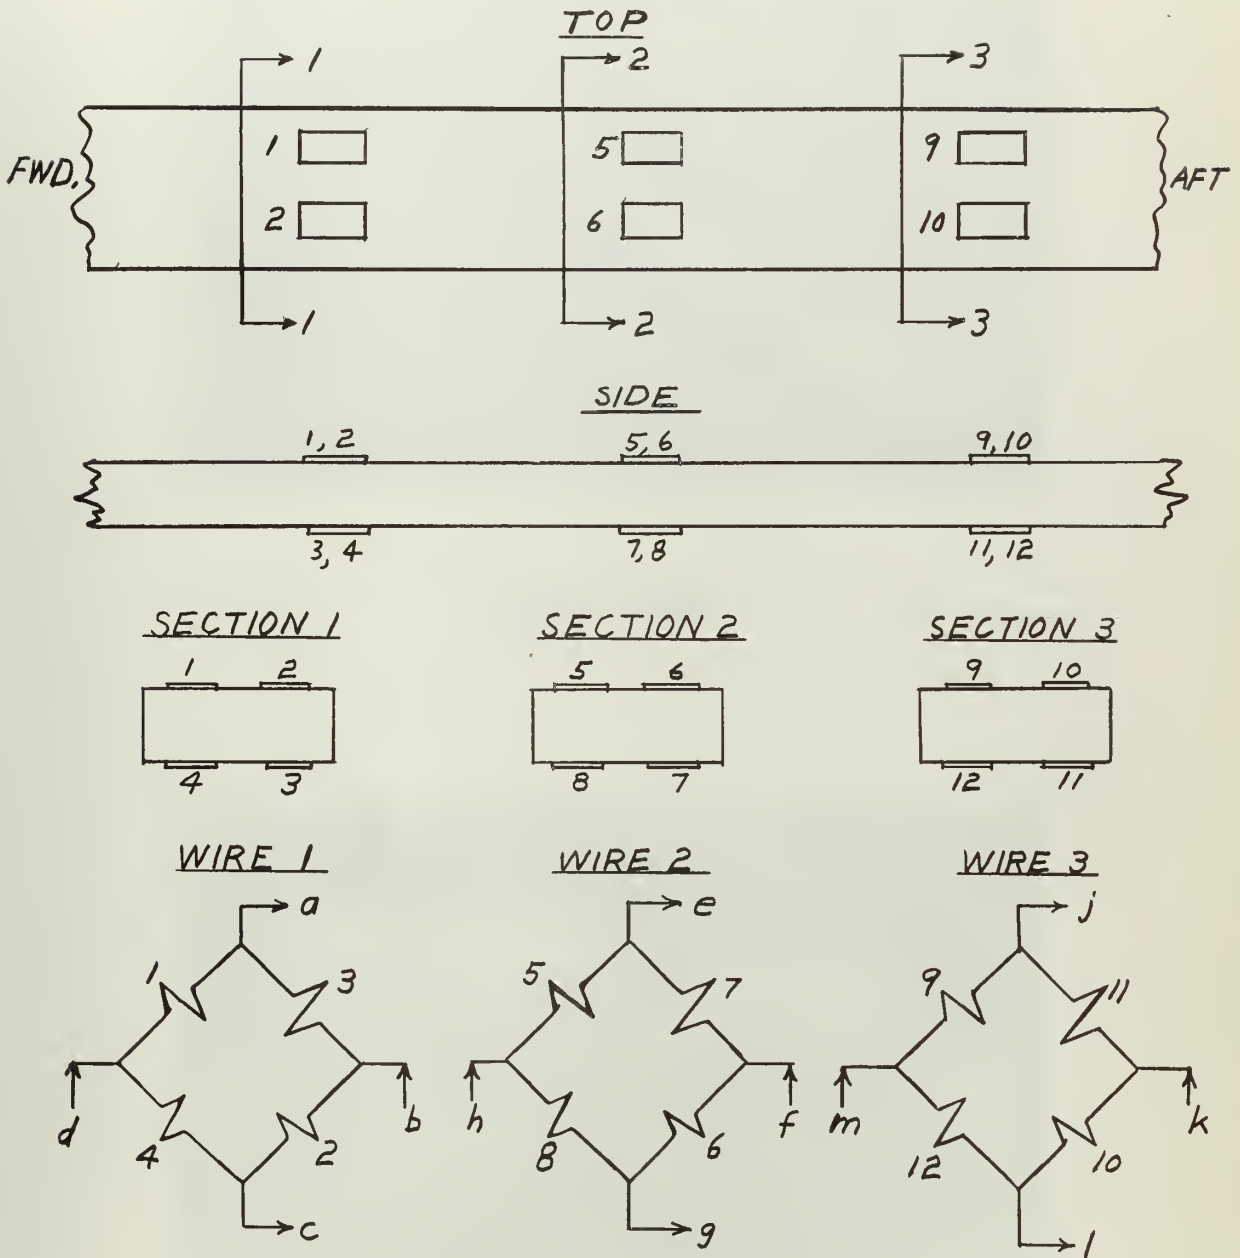 TOP
1 2 3
1 5 9
FWD. AFT
2 6 10
1 2 3
SIDE
1, 2 5, 6 9, 10
3, 4 7, 8 11, 12
SECTION 1 SECTION 2 SECTION 3
1 2 5 6 9 10
4 3 8 7 12 11
WIRE 1 WIRE 2 WIRE 3
a e j
1 3 5 7 9 11
d b h f m k
4 2 8 6 12 10
c g l